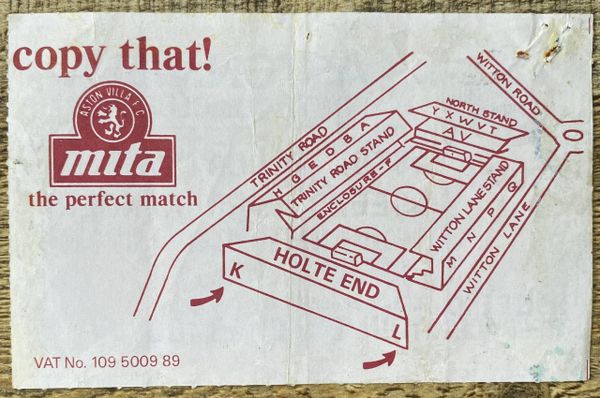 copy that!
ASTON VILLA F.C
mita
the perfect match
WITTON ROAD
NORTH STAND
Y X W V T
A V
TRINITY ROAD
H G E D B A
TRINITY ROAD STAND
ENCLOSURE-F
WITTON LANE STAND
M N P Q
WITTON LANE
HOLTE END
K
L
VAT No. 109 5009 89